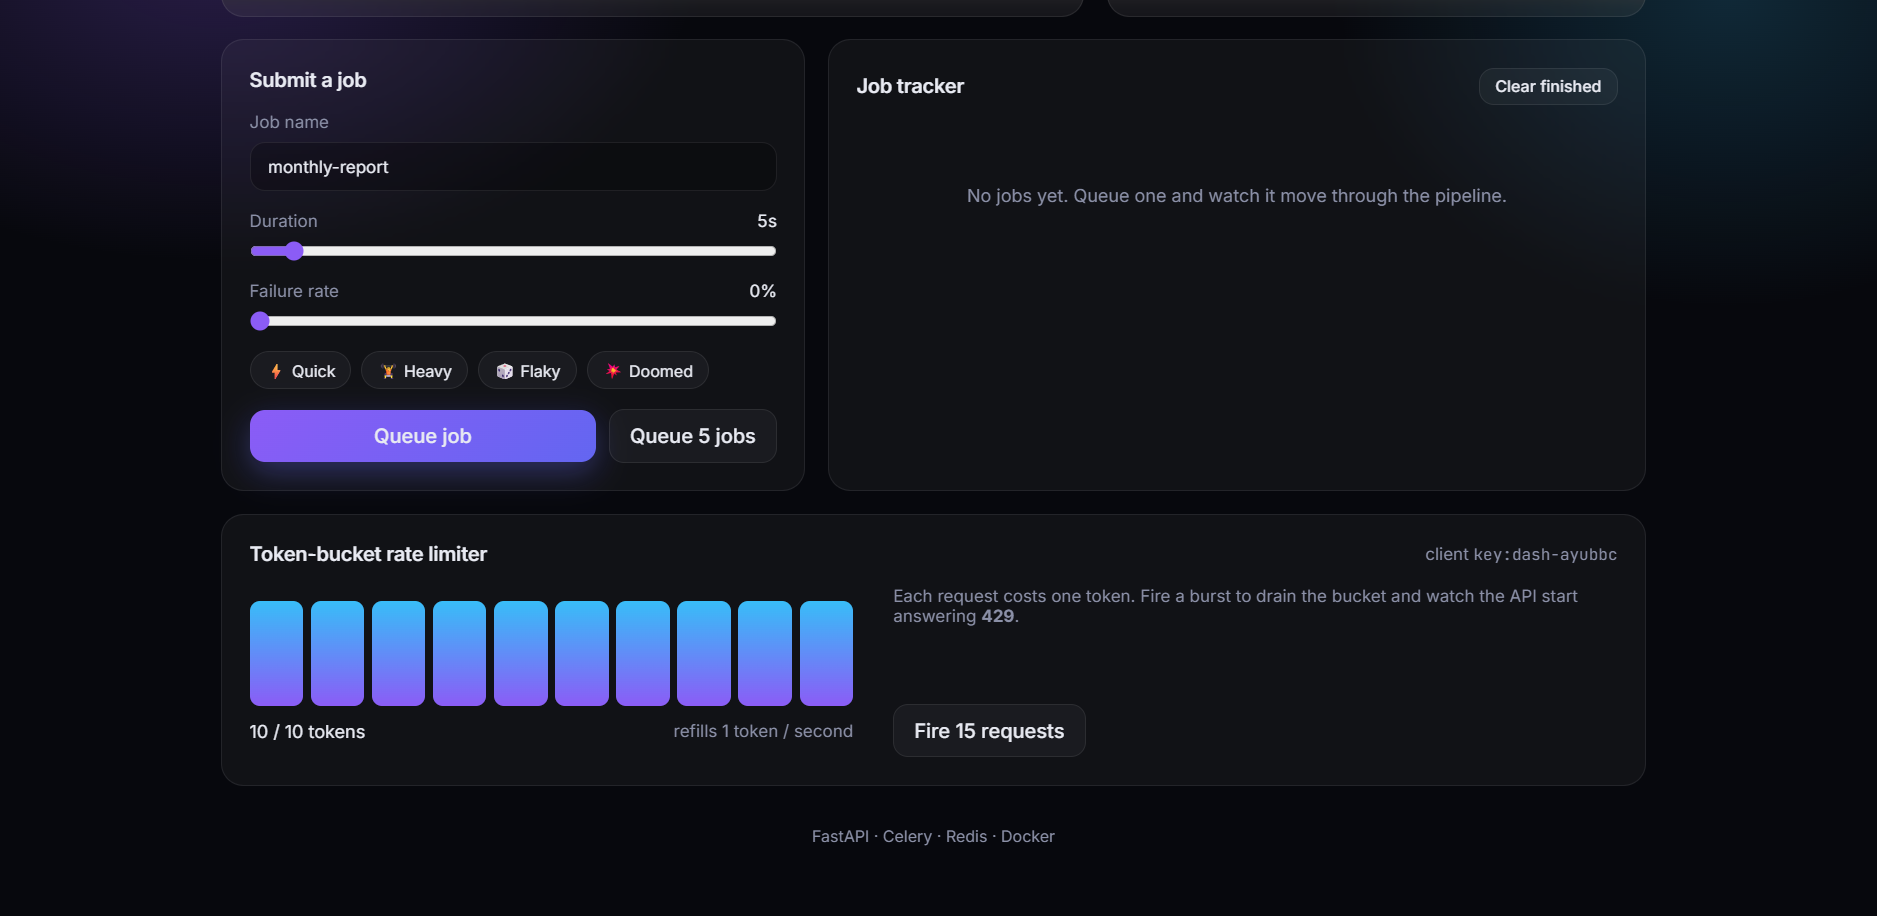 Submit a job
Job name
monthly-report
Duration
5s
Failure rate
0%
Quick
Heavy
Flaky
Doomed
Queue job
Queue 5 jobs
Job tracker
Clear finished
No jobs yet. Queue one and watch it move through the pipeline.
Token-bucket rate limiter
client key:dash-ayubbc
10 / 10 tokens
refills 1 token / second
Each request costs one token. Fire a burst to drain the bucket and watch the API start
answering 429.
Fire 15 requests
FastAPI · Celery · Redis · Docker